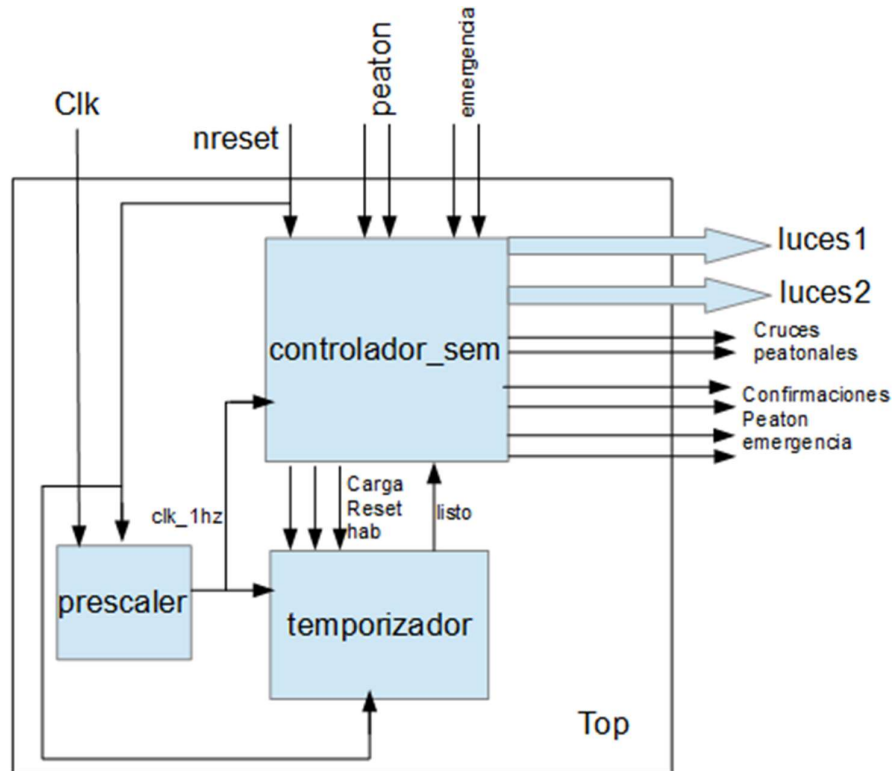 peaton
emergencia
Clk
nreset
luces1
luces2
controlador_sem
Cruces
peatonales
Confirmaciones
Peaton
emergencia
Carga
Reset
hab
listo
clk_1hz
prescaler
temporizador
Top